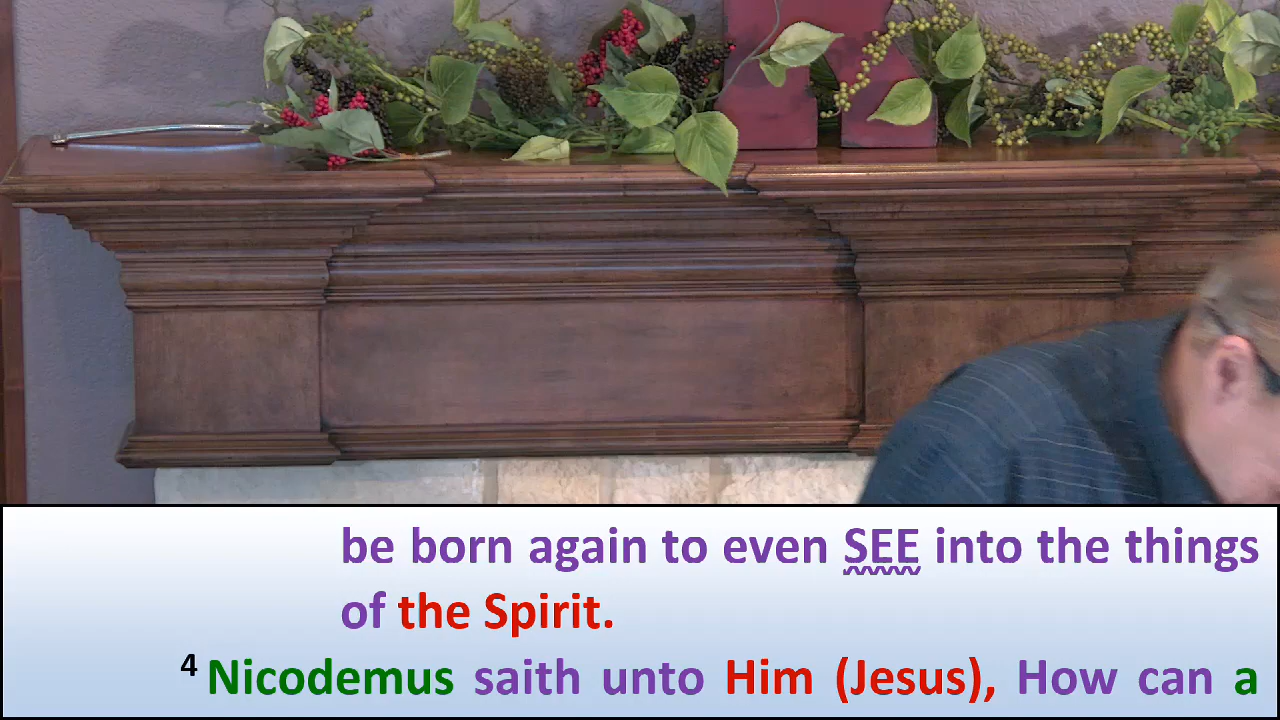 be born again to even SEE into the things
of the Spirit.
4 Nicodemus saith unto Him (Jesus), How can a